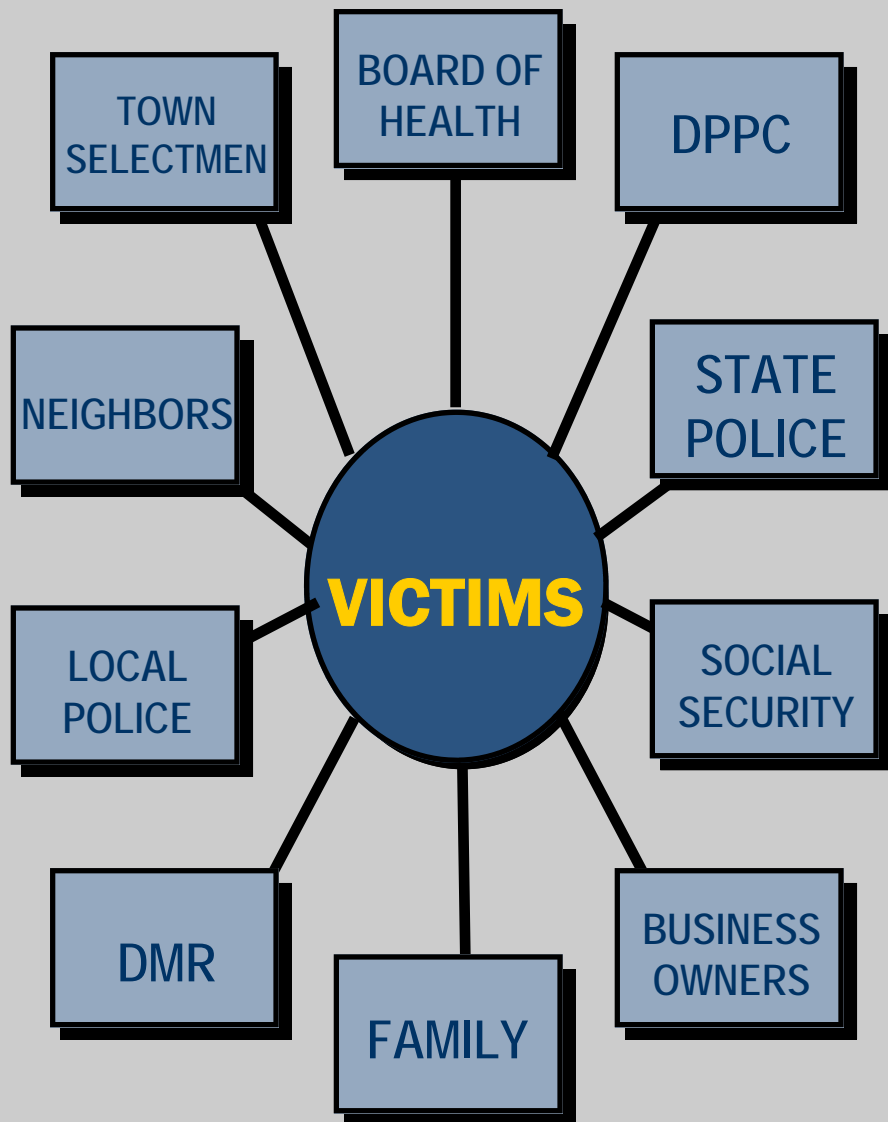 BOARD OF
HEALTH
TOWN
SELECTMEN
DPPC
NEIGHBORS
STATE
POLICE
VICTIMS
LOCAL
POLICE
SOCIAL
SECURITY
DMR
BUSINESS
OWNERS
FAMILY